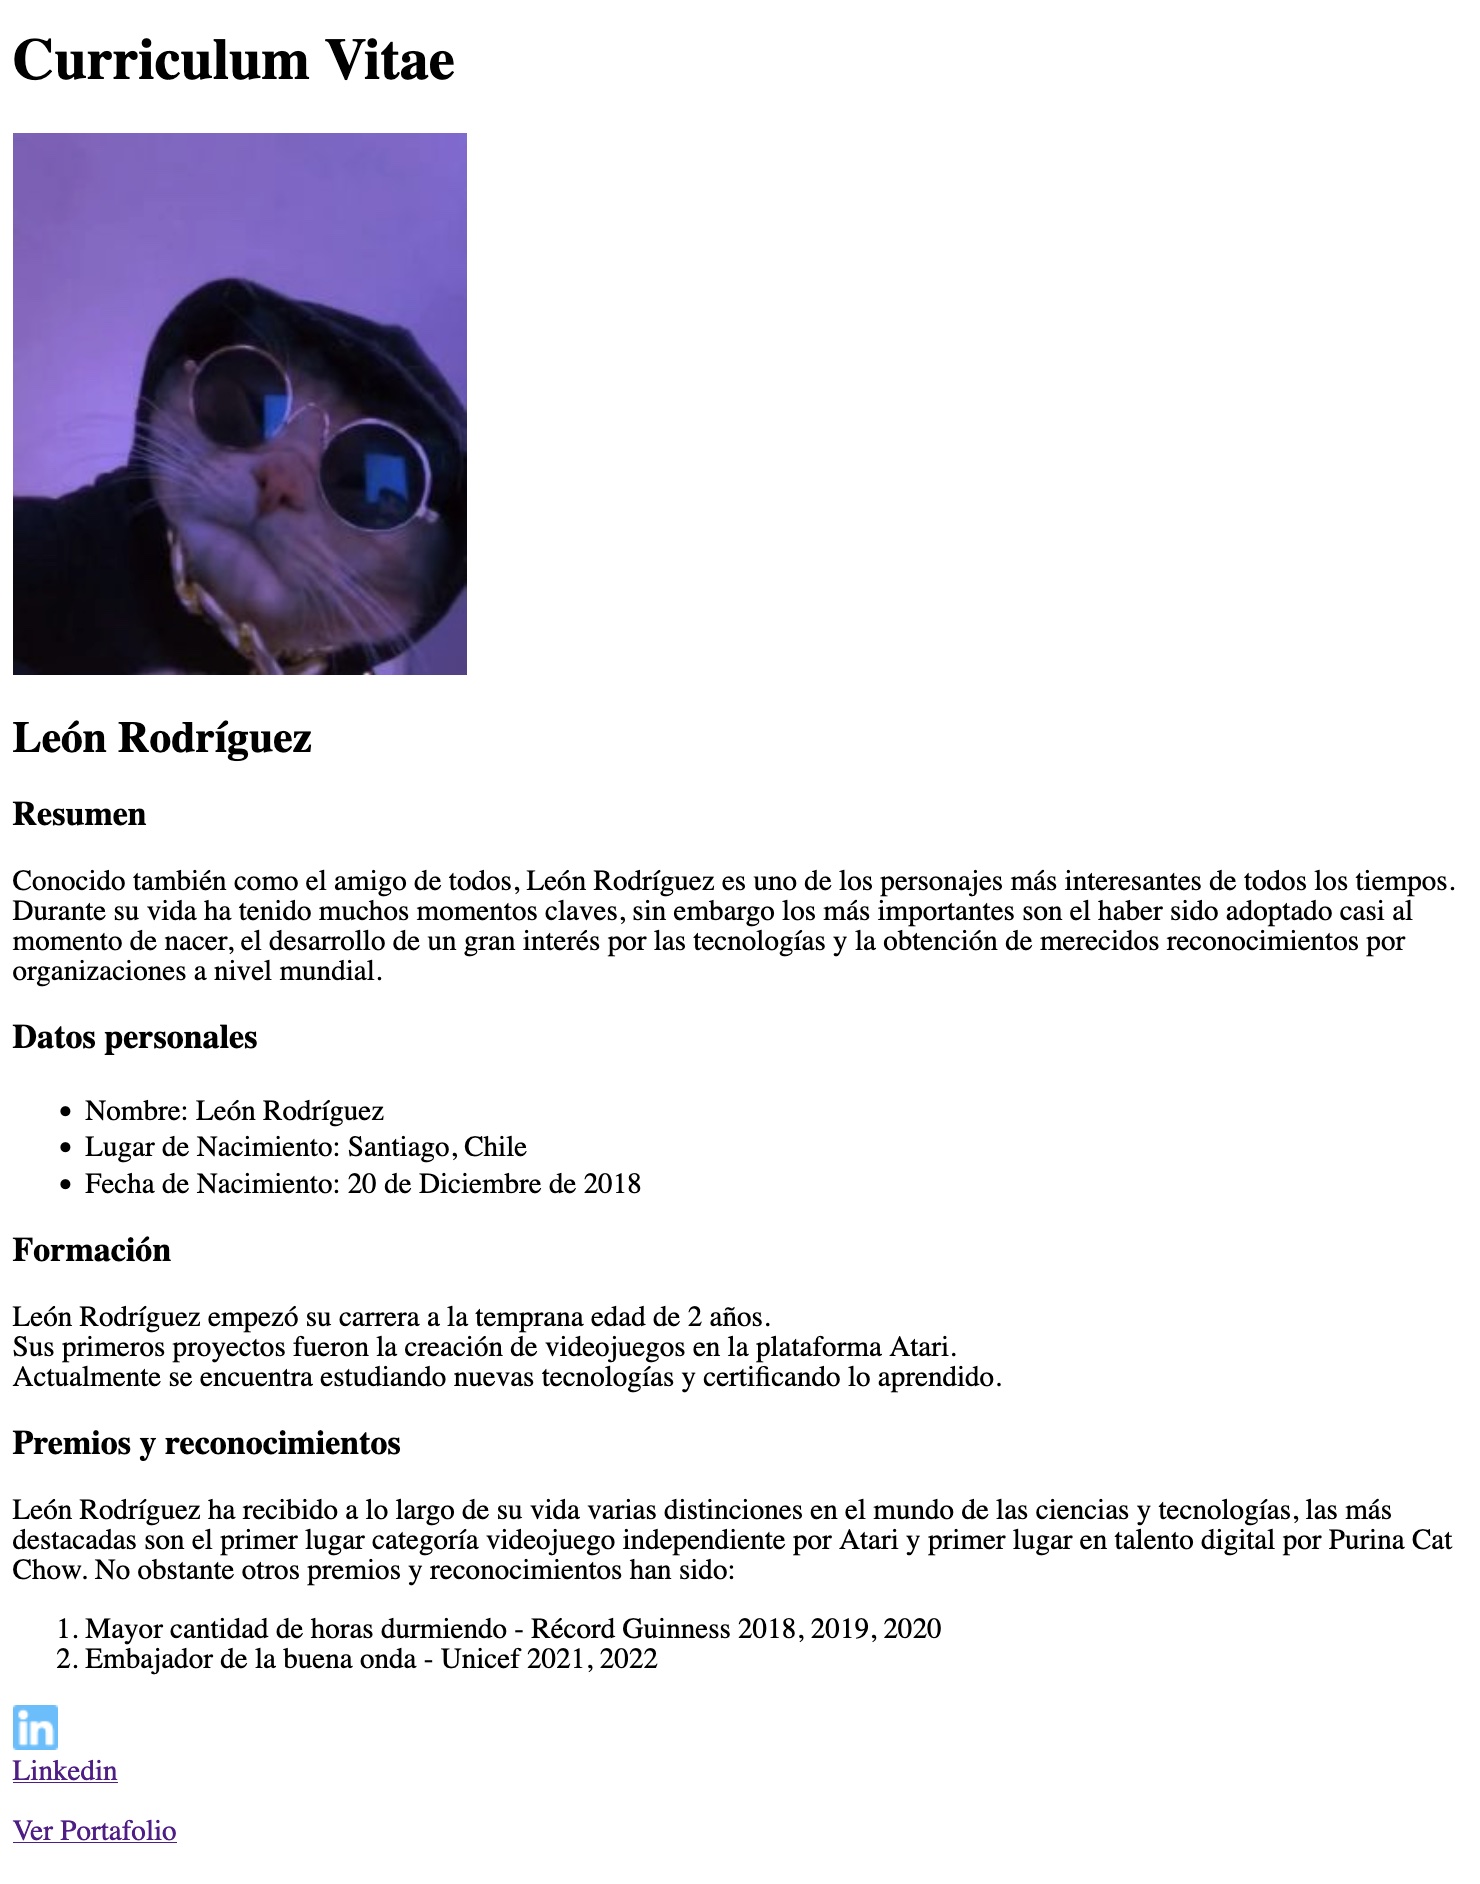 Curriculum Vitae
León Rodríguez
Resumen
Conocido también como el amigo de todos, León Rodríguez es uno de los personajes más interesantes de todos los tiempos.
Durante su vida ha tenido muchos momentos claves, sin embargo los más importantes son el haber sido adoptado casi al
momento de nacer, el desarrollo de un gran interés por las tecnologías y la obtención de merecidos reconocimientos por
organizaciones a nivel mundial.
Datos personales
• Nombre: León Rodríguez
• Lugar de Nacimiento: Santiago, Chile
• Fecha de Nacimiento: 20 de Diciembre de 2018
Formación
León Rodríguez empezó su carrera a la temprana edad de 2 años.
Sus primeros proyectos fueron la creación de videojuegos en la plataforma Atari.
Actualmente se encuentra estudiando nuevas tecnologías y certificando lo aprendido.
Premios y reconocimientos
León Rodríguez ha recibido a lo largo de su vida varias distinciones en el mundo de las ciencias y tecnologías, las más
destacadas son el primer lugar categoría videojuego independiente por Atari y primer lugar en talento digital por Purina Cat
Chow. No obstante otros premios y reconocimientos han sido:
1. Mayor cantidad de horas durmiendo - Récord Guinness 2018, 2019, 2020
2. Embajador de la buena onda - Unicef 2021, 2022
in
Linkedin
Ver Portafolio